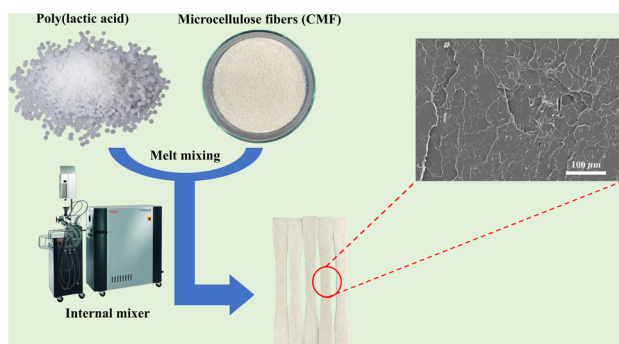 Poly(lactic acid)
Microcellulose fibers (CMF)
Melt mixing
100 µm
Internal mixer